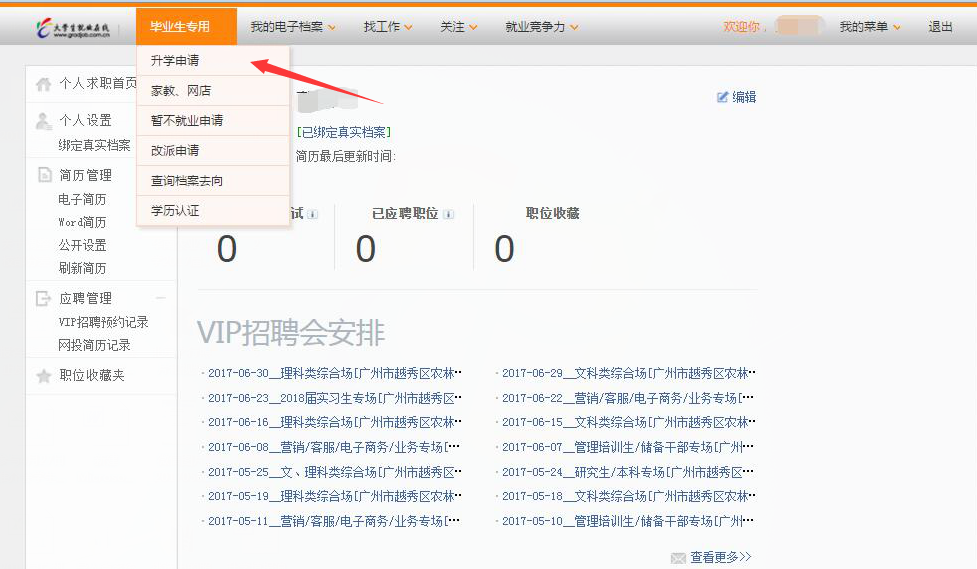 大学生就业在线
www.gradjob.com.cn
毕业生专用
我的电子档案
找工作
关注
就业竞争力
欢迎你，
我的菜单
退出
升学申请
家教、网店
暂不就业申请
改派申请
查询档案去向
学历认证
个人求职首页
个人设置
绑定真实档案
简历管理
电子简历
Word简历
公开设置
刷新简历
应聘管理
VIP招聘预约记录
网投简历记录
职位收藏夹
编辑
[已绑定真实档案]
简历最后更新时间:
试
已应聘职位
职位收藏
0
0
0
VIP招聘会安排
2017-06-30__理科类综合场[广州市越秀区农林…
2017-06-29__文科类综合场[广州市越秀区农林…
2017-06-23__2018届实习生专场[广州市越秀区…
2017-06-22__营销/客服/电子商务/业务专场[…
2017-06-16__理科类综合场[广州市越秀区农林…
2017-06-15__文科类综合场[广州市越秀区农林…
2017-06-08__营销/客服/电子商务/业务专场[…
2017-06-07__管理培训生/储备干部专场[广州…
2017-05-25__文、理科类综合场[广州市越秀区…
2017-05-24__研究生/本科专场[广州市越秀区…
2017-05-19__理科类综合场[广州市越秀区农林…
2017-05-18__文科类综合场[广州市越秀区农林…
2017-05-11__营销/客服/电子商务/业务专场[…
2017-05-10__管理培训生/储备干部专场[广州…
查看更多>>